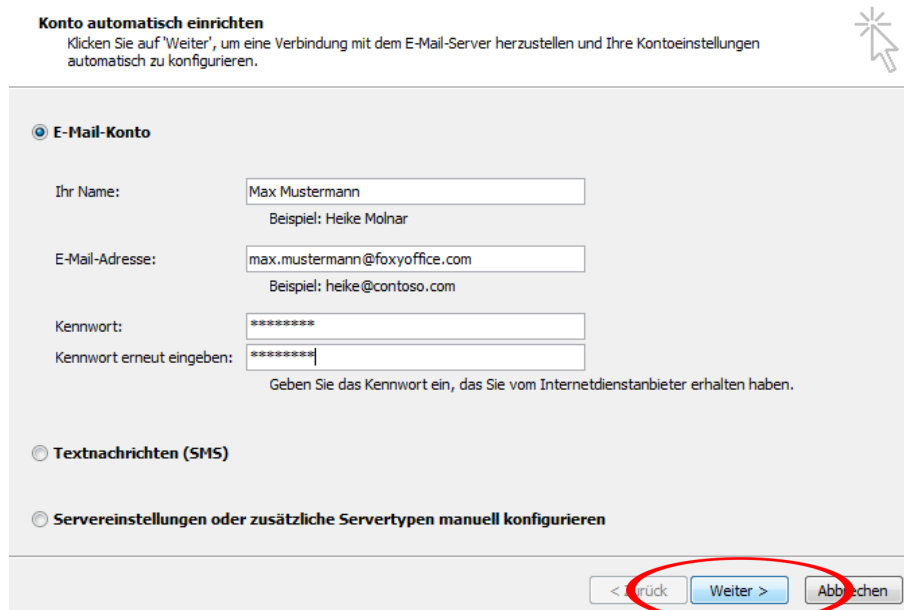 Konto automatisch einrichten
Klicken Sie auf 'Weiter', um eine Verbindung mit dem E-Mail-Server herzustellen und Ihre Kontoeinstellungen
automatisch zu konfigurieren.
E-Mail-Konto
Ihr Name: Max Mustermann
Beispiel: Heike Molnar
E-Mail-Adresse: max.mustermann@foxyoffice.com
Beispiel: heike@contoso.com
Kennwort: ********
Kennwort erneut eingeben: ********
Geben Sie das Kennwort ein, das Sie vom Internetdienstanbieter erhalten haben.
Textnachrichten (SMS)
Servereinstellungen oder zusätzliche Servertypen manuell konfigurieren
< Zurück Weiter > Abbrechen